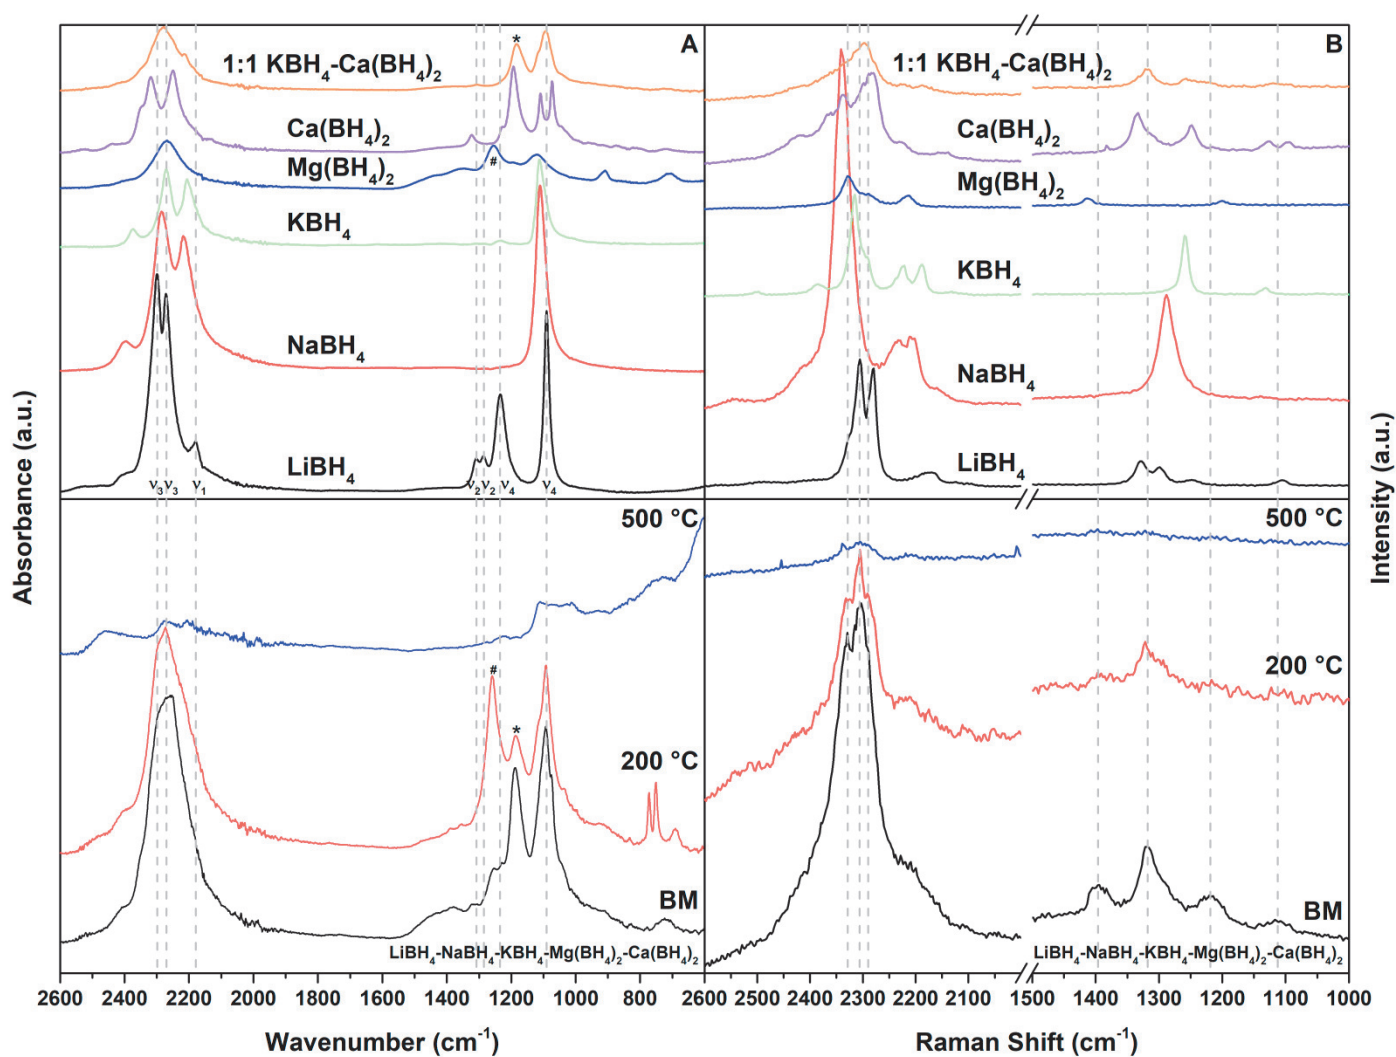 A
*
1:1 KBH₄-Ca(BH₄)₂
Ca(BH₄)₂
Mg(BH₄)₂
#
KBH₄
NaBH₄
LiBH₄
ν₃ ν₃ ν₁ ν₂ ν₂ ν₄ ν₄
500 °C
#
*
200 °C
BM
LiBH₄-NaBH₄-KBH₄-Mg(BH₄)₂-Ca(BH₄)₂
2600 2400 2200 2000 1800 1600 1400 1200 1000 800 600
Wavenumber (cm⁻¹)
Absorbance (a.u.)
B
1:1 KBH₄-Ca(BH₄)₂
Ca(BH₄)₂
Mg(BH₄)₂
KBH₄
NaBH₄
LiBH₄
500 °C
200 °C
BM
LiBH₄-NaBH₄-KBH₄-Mg(BH₄)₂-Ca(BH₄)₂
2600 2500 2400 2300 2200 2100 1500 1400 1300 1200 1100 1000
Raman Shift (cm⁻¹)
Intensity (a.u.)